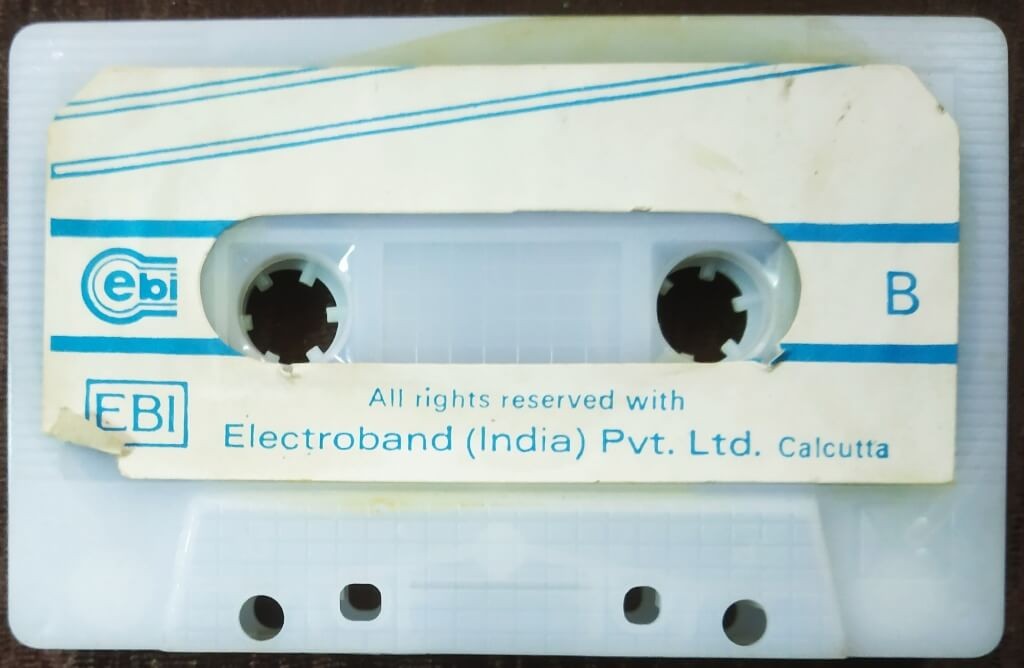 ebi
B
EBI
All rights reserved with
Electroband (India) Pvt. Ltd. Calcutta